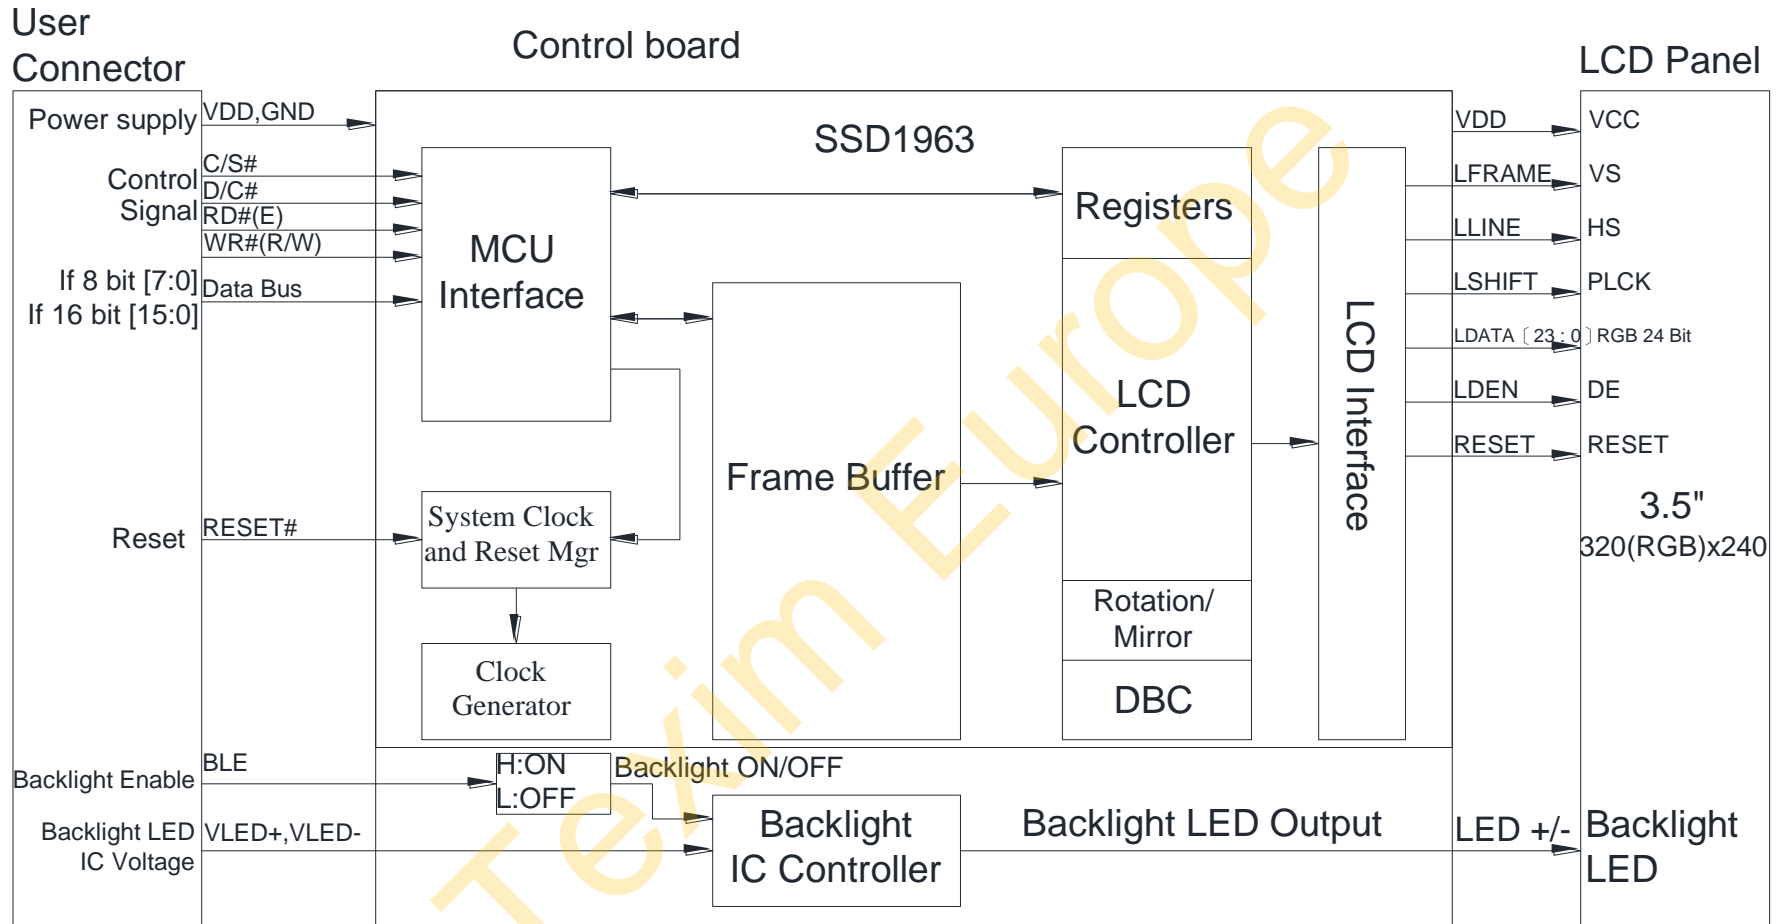 User
Connector
Control board
LCD Panel
Power supply
VDD,GND
Control
Signal
C/S#
D/C#
RD#(E)
WR#(R/W)
If 8 bit [7:0]
If 16 bit [15:0]
Data Bus
Reset
RESET#
Backlight Enable
BLE
Backlight LED
IC Voltage
VLED+,VLED-
SSD1963
MCU
Interface
System Clock
and Reset Mgr
Clock
Generator
Frame Buffer
Registers
LCD
Controller
Rotation/
Mirror
DBC
LCD Interface
H:ON
L:OFF
Backlight ON/OFF
Backlight
IC Controller
Backlight LED Output
VDD
VCC
LFRAME
VS
LLINE
HS
LSHIFT
PLCK
LDATA〔23:0〕RGB 24 Bit
LDEN
DE
RESET
RESET
3.5"
320(RGB)x240
LED +/-
Backlight
LED
Texim Europe